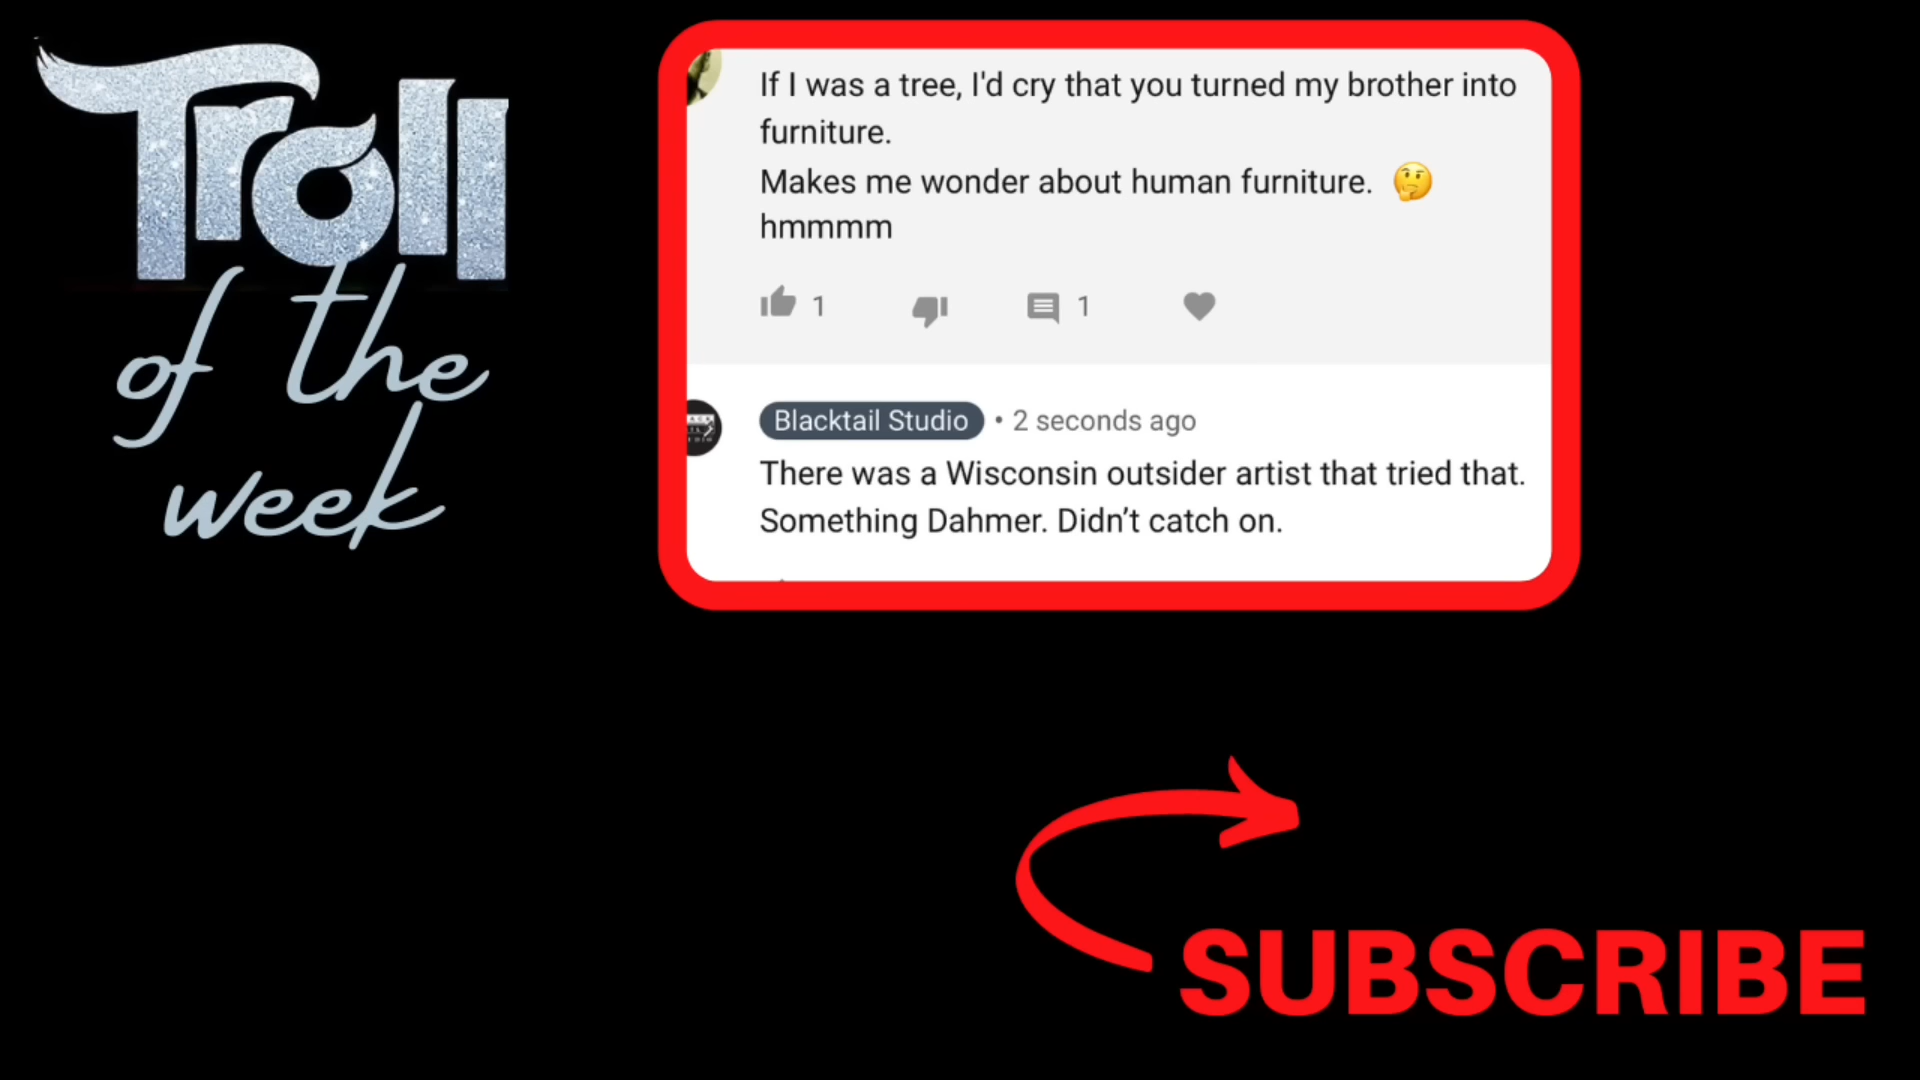 Troll
of the
week
If I was a tree, I'd cry that you turned my brother into
furniture.
Makes me wonder about human furniture. 🤔
hmmmm
1
1
Blacktail Studio • 2 seconds ago
There was a Wisconsin outsider artist that tried that.
Something Dahmer. Didn’t catch on.
SUBSCRIBE